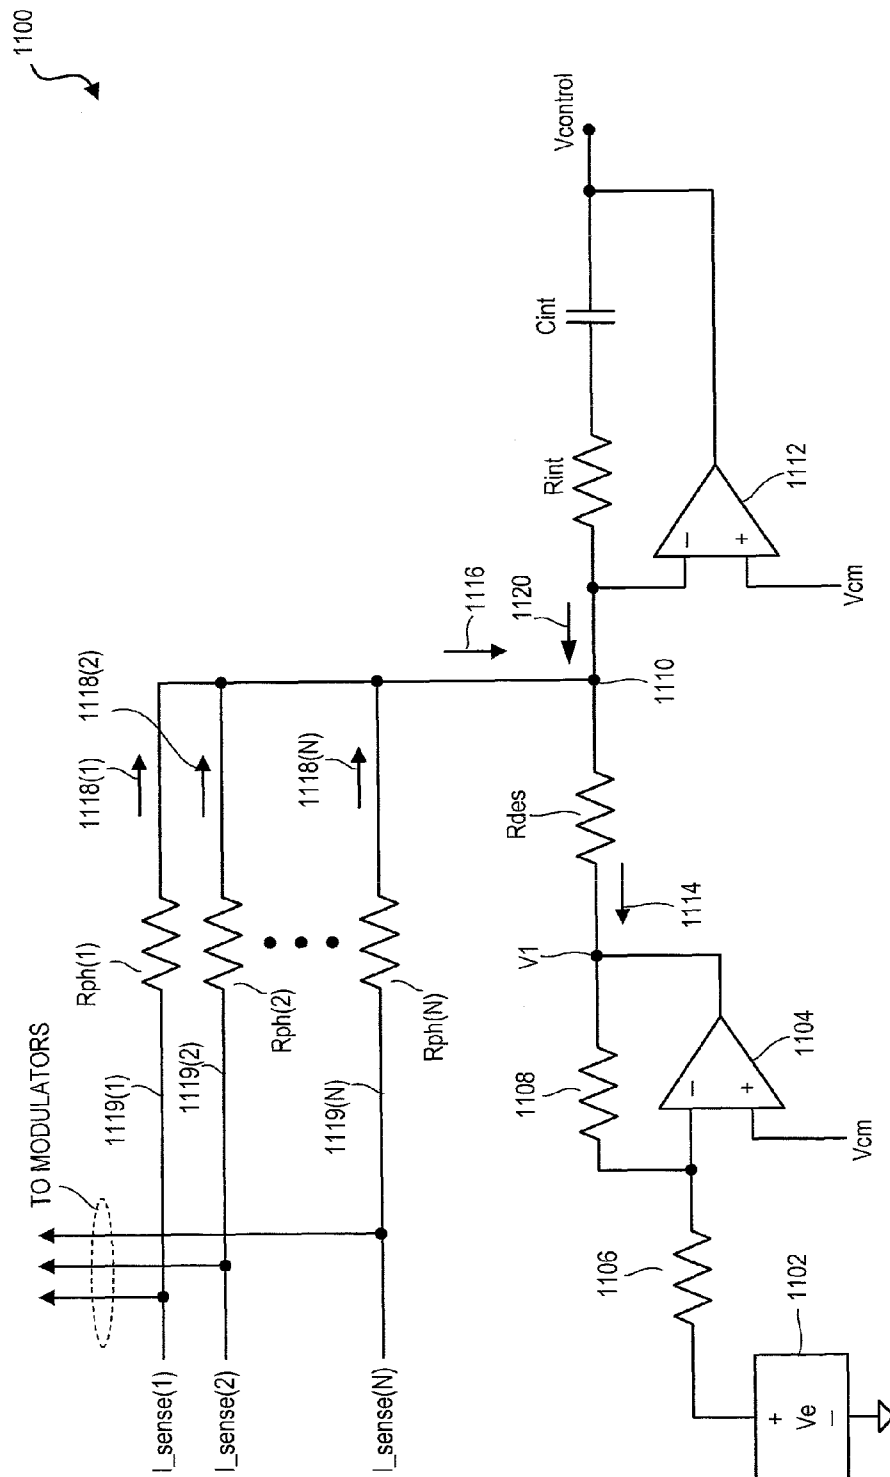 1100
TO MODULATORS
I_sense(1)
1119(1)
Rph(1)
1118(1)
1118(2)
I_sense(2)
1119(2)
Rph(2)
I_sense(N)
1119(N)
Rph(N)
1118(N)
1116
1120
1110
Rdes
1114
V1
1108
1106
1102
+
Ve
−
1104
−
+
Vcm
Rint
Cint
Vcontrol
1112
−
+
Vcm